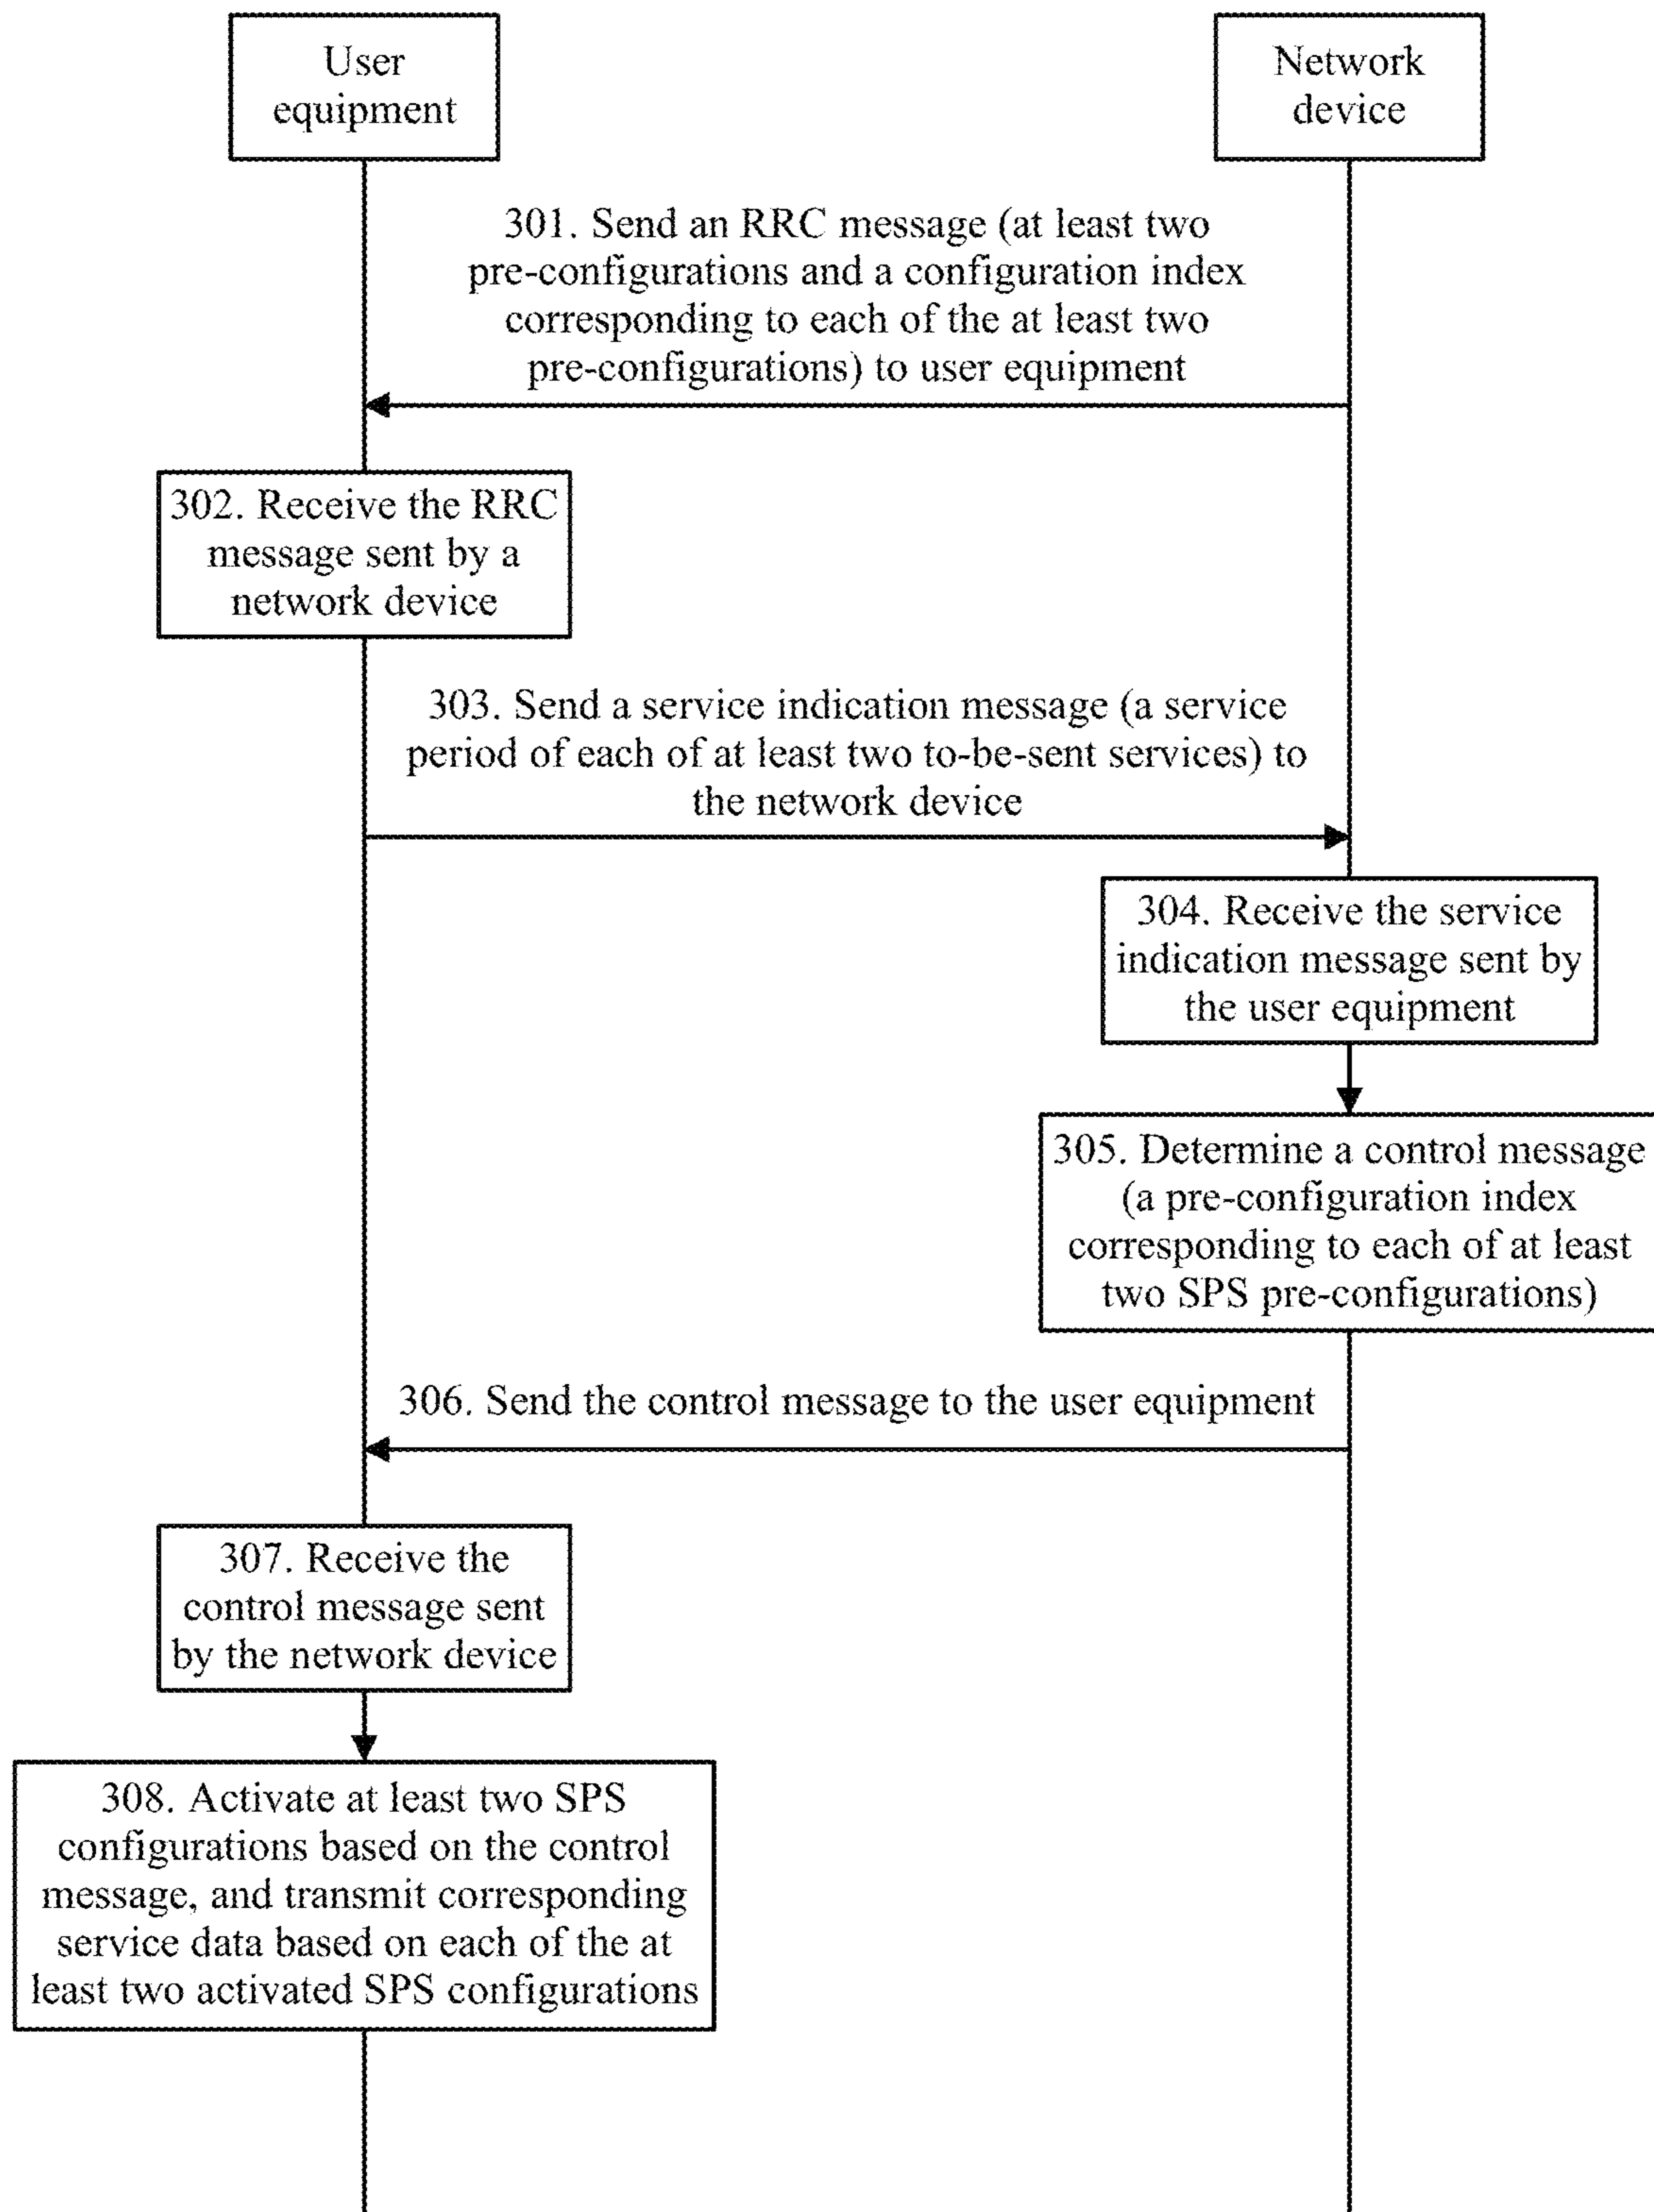 User
equipment
Network
device
301. Send an RRC message (at least two
pre-configurations and a configuration index
corresponding to each of the at least two
pre-configurations) to user equipment
302. Receive the RRC
message sent by a
network device
303. Send a service indication message (a service
period of each of at least two to-be-sent services) to
the network device
304. Receive the service
indication message sent by
the user equipment
305. Determine a control message
(a pre-configuration index
corresponding to each of at least
two SPS pre-configurations)
306. Send the control message to the user equipment
307. Receive the
control message sent
by the network device
308. Activate at least two SPS
configurations based on the control
message, and transmit corresponding
service data based on each of the at
least two activated SPS configurations